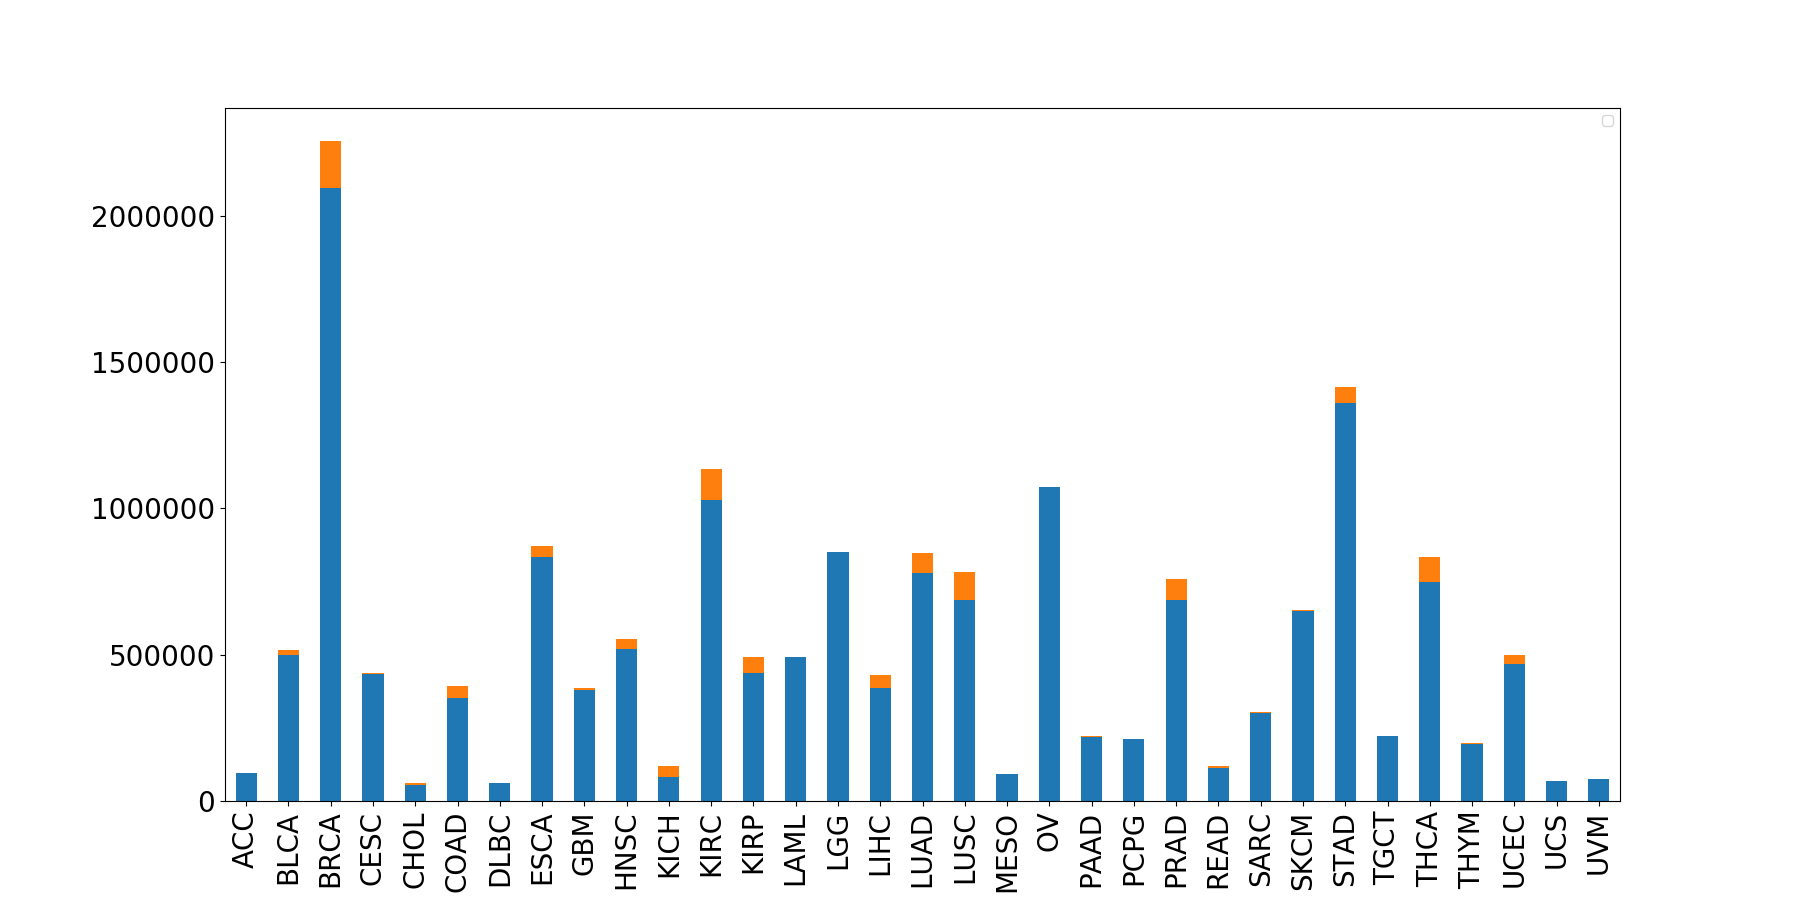 2000000
1500000
1000000
500000
0
ACC
BLCA
BRCA
CESC
CHOL
COAD
DLBC
ESCA
GBM
HNSC
KICH
KIRC
KIRP
LAML
LGG
LIHC
LUAD
LUSC
MESO
OV
PAAD
PCPG
PRAD
READ
SARC
SKCM
STAD
TGCT
THCA
THYM
UCEC
UCS
UVM